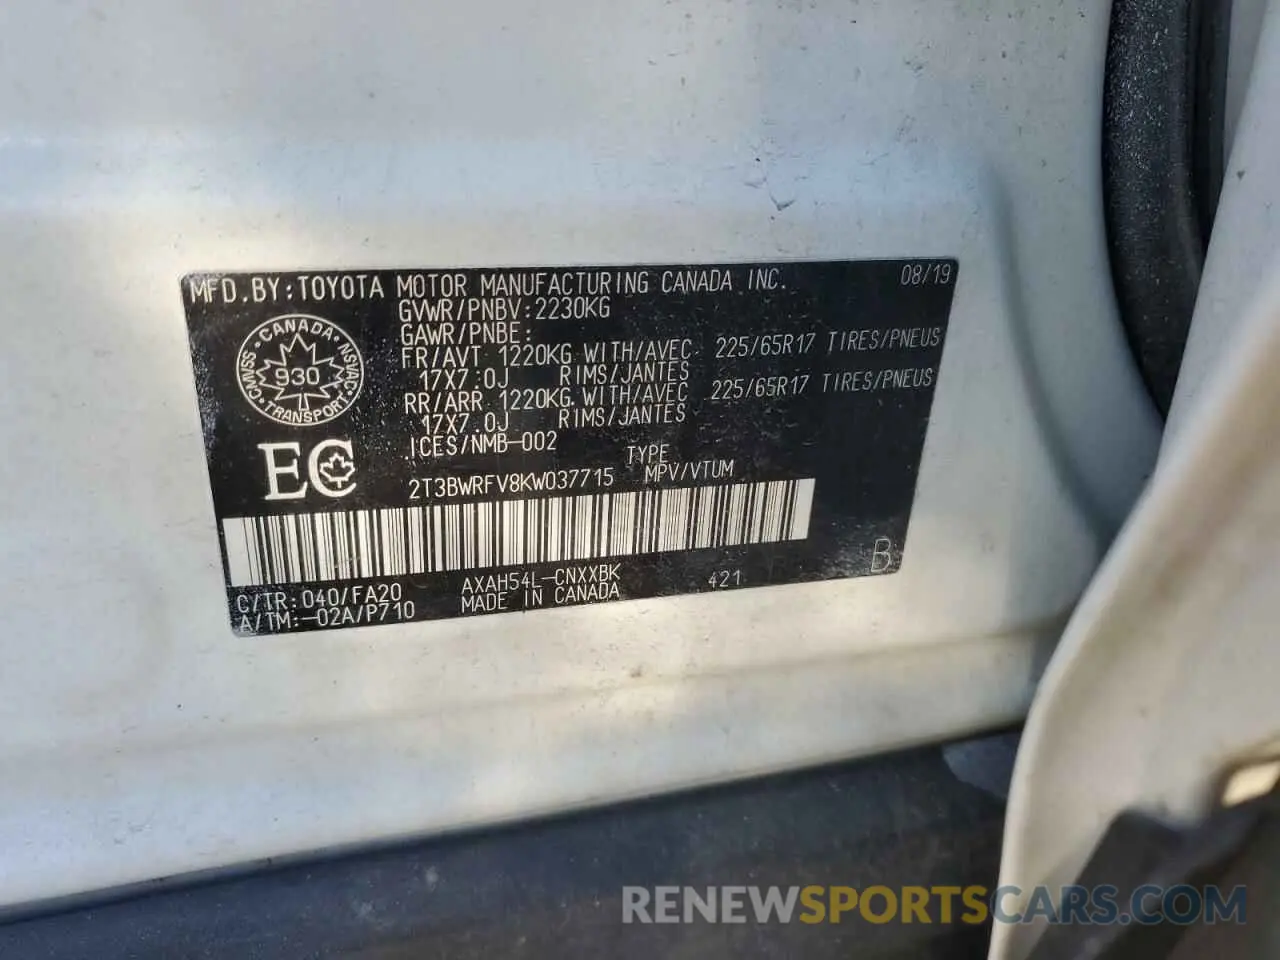 MFD.BY:TOYOTA MOTOR MANUFACTURING CANADA INC. 08/19
GVWR/PNBV:2230KG
GAWR/PNBE:
FR/AVT 1220KG WITH/AVEC 225/65R17 TIRES/PNEUS
17X7.0J RIMS/JANTES
RR/ARR 1220KG WITH/AVEC 225/65R17 TIRES/PNEUS
17X7.0J RIMS/JANTES
ICES/NMB-002
CANADA
CMVSS NSVAC
930
TRANSPORT
EC
TYPE
2T3BWRFV8KW037715 MPV/VTUM
C/TR:040/FA20 AXAH54L-CNXXBK 421 B
A/TM:-02A/P710 MADE IN CANADA
RENEWSPORTSCARS.COM